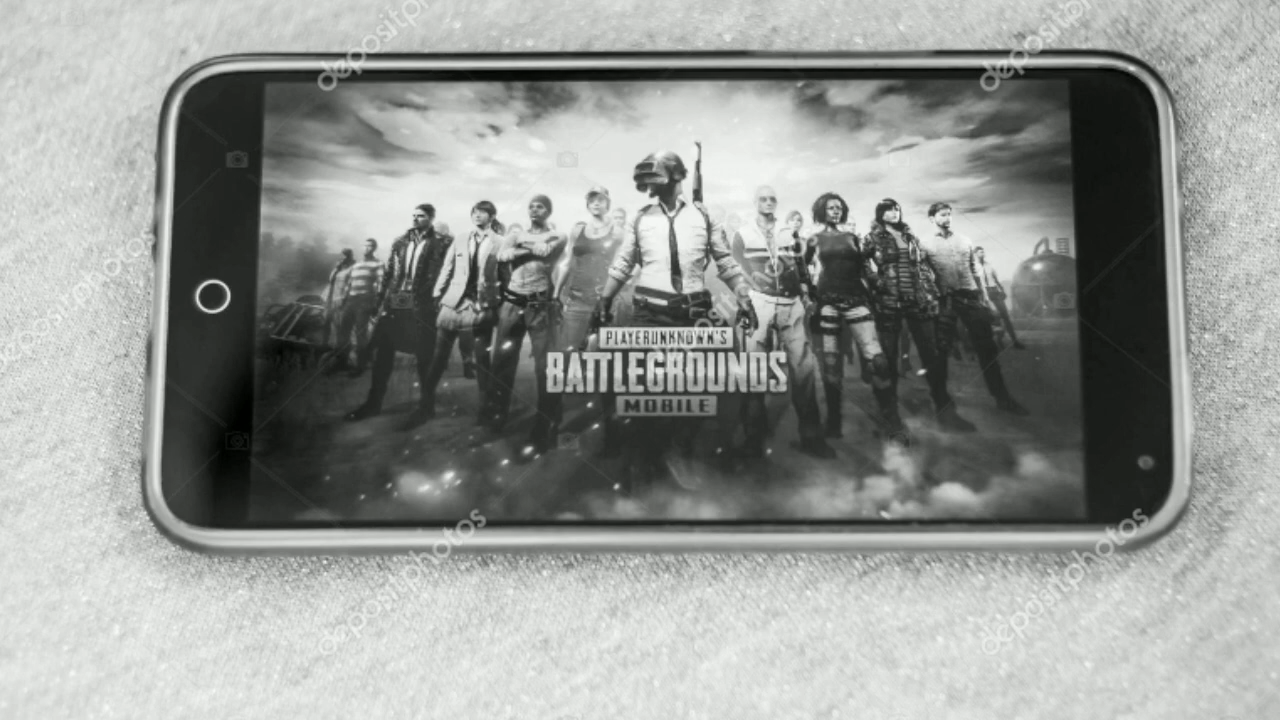 depositphotos
depositphotos
depositphotos
PLAYERUNKNOWN'S
BATTLEGROUNDS
MOBILE
depositphotos
depositphotos